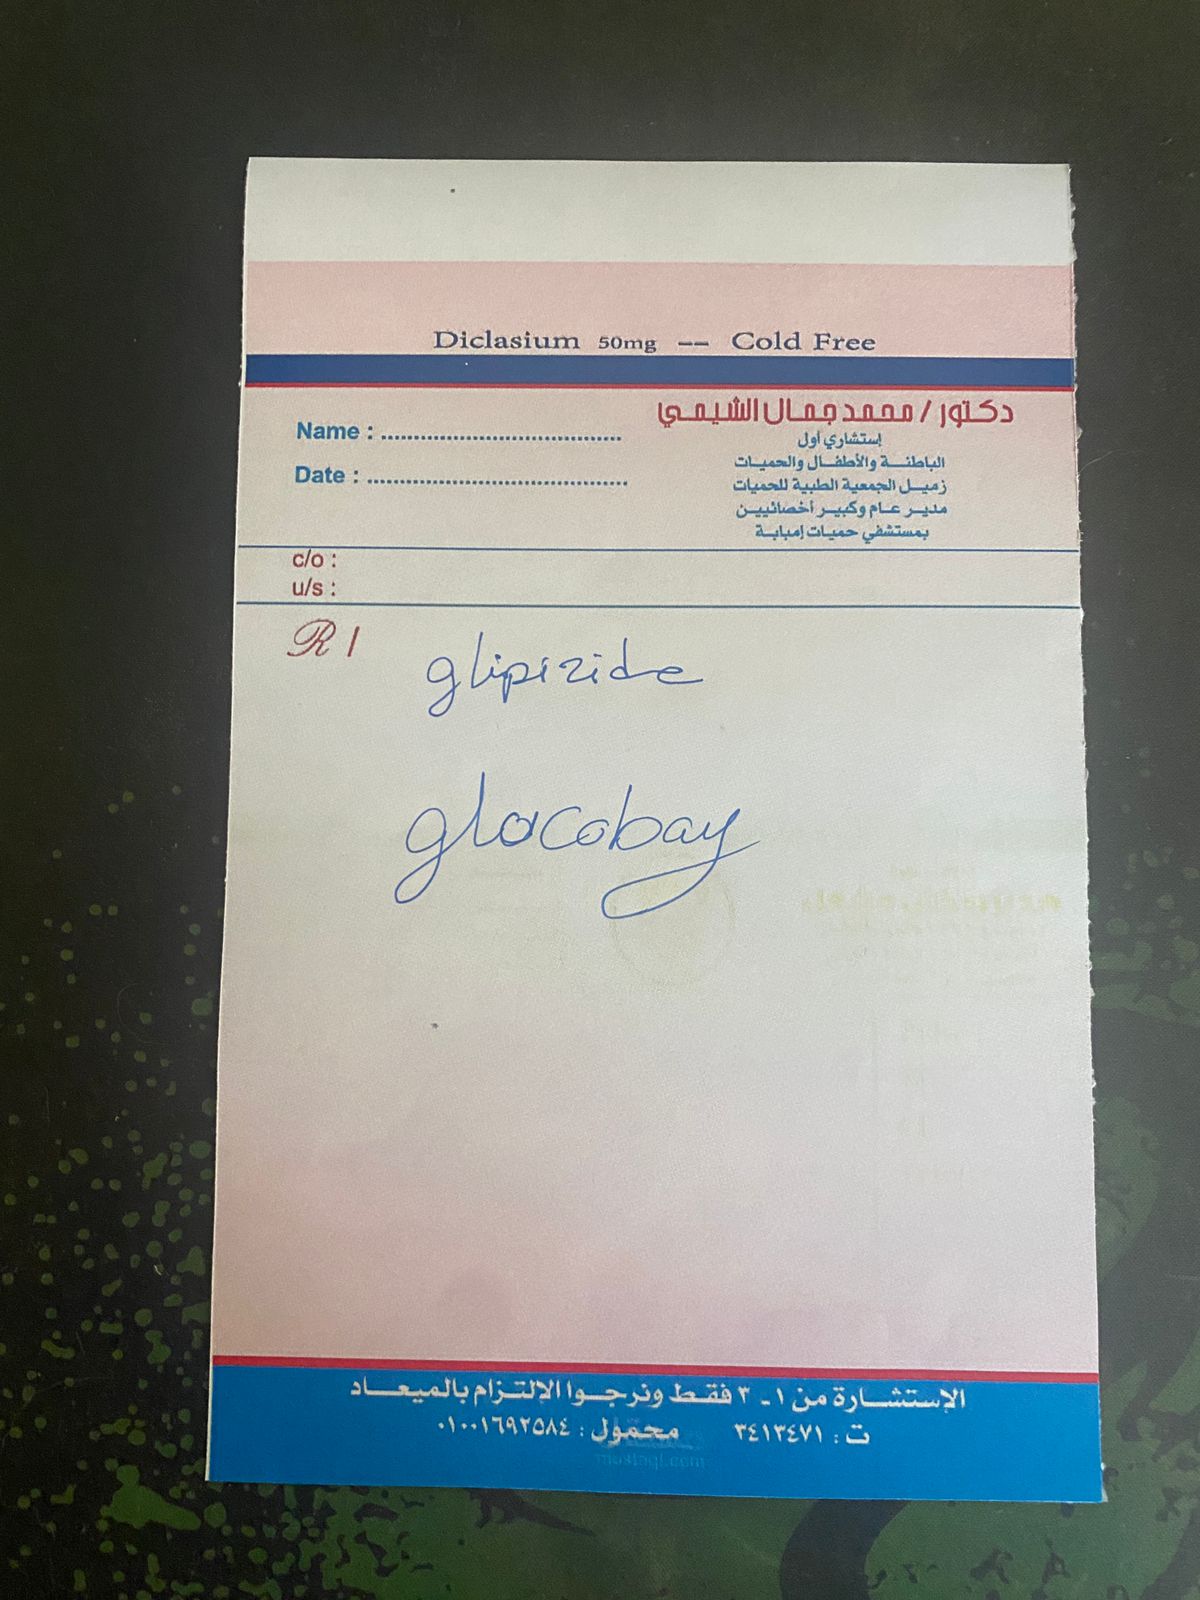 Diclasium 50mg -- Cold Free
دكتور / محمد جمال الشيمي
إستشاري أول
الباطنة والأطفال والحميات
زميل الجمعية الطبية للحميات
مدير عام وكبير أخصائيين
بمستشفي حميات إمبابة
Name : ....................................
Date : .......................................
c/o :
u/s :
R /
glipizide
glocobay
الإستشارة من ١ - ٣ فقط ونرجوا الإلتزام بالميعاد
ت : ٣٤١٣٤٧١ محمول : ٠١٠٠١٦٩٢٥٨٤
mostaql.com